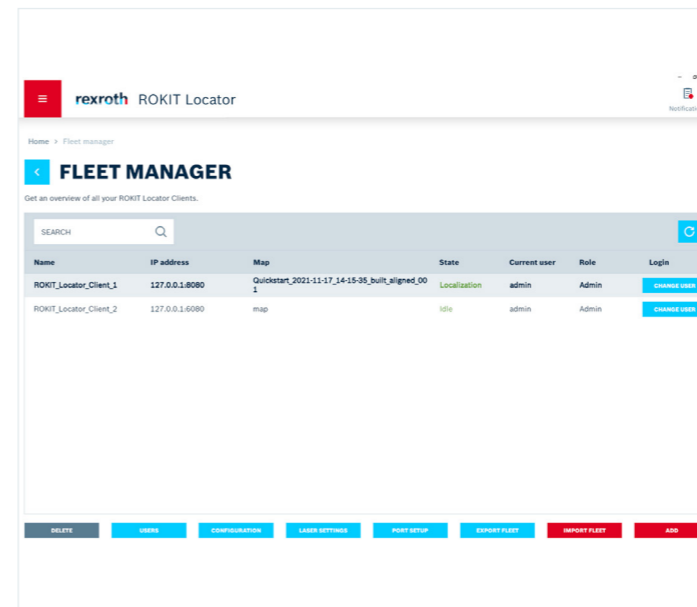 rexroth ROKIT Locator
Home > Fleet manager
FLEET MANAGER
Get an overview of all your ROKIT Locator Clients.
SEARCH
Name IP address Map State Current user Role Login
ROKIT_Locator_Client_1 127.0.0.1:8080 Quickstart_2021-11-17_14-15-35_built_aligned_00 Localization admin Admin CHANGE USER
1
ROKIT_Locator_Client_2 127.0.0.1:6080 map Idle admin Admin CHANGE USER
DELETE USERS CONFIGURATION LASER SETTINGS PORT SETUP EXPORT FLEET IMPORT FLEET ADD